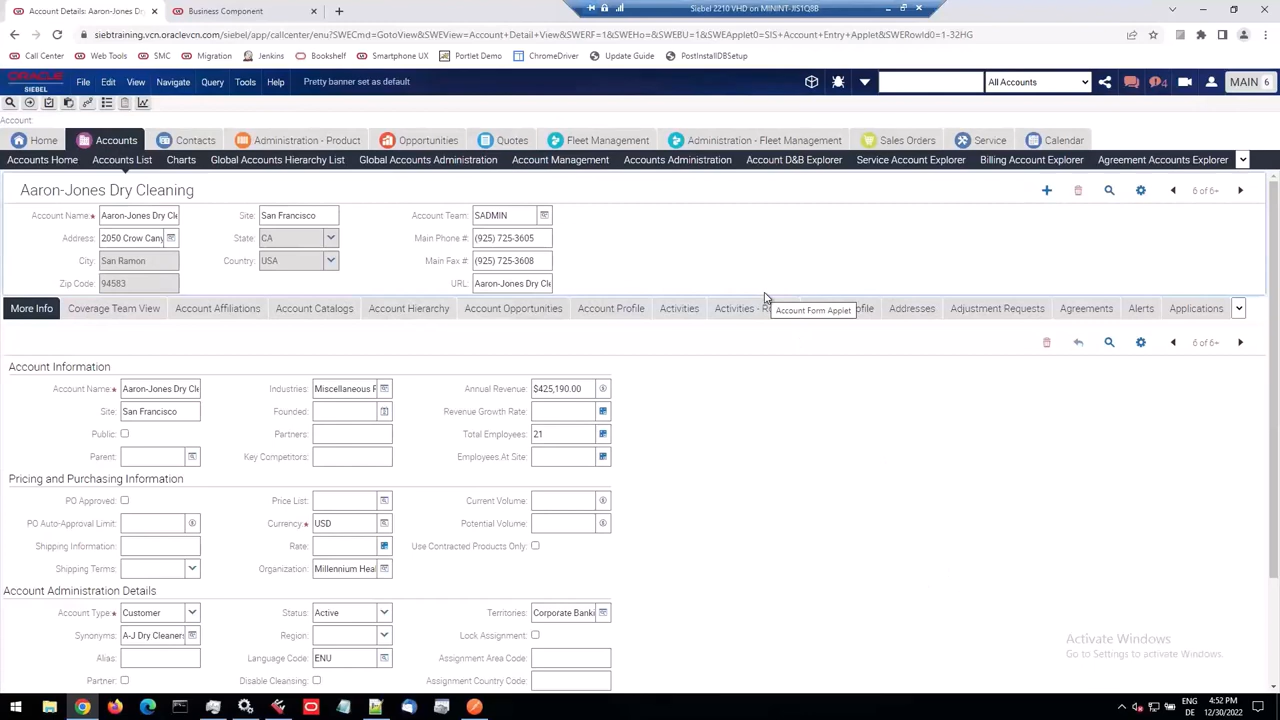 Account Details: Aaron-Jones Dr
Business Component
Siebel 2210 VHD on MININT-JIS1Q8B
siebtraining.vcn.oraclevcn.com/siebel/app/callcenter/enu?SWECmd=GotoView&SWEView=Account+Detail+View&SWERF=1&SWEHo=&SWEBU=1&SWEApplet0=SIS+Account+Entry+Applet&SWERowId0=1-32HG
Call Center Web Tools SMC Migration Jenkins Siebelhub Smartphone UX Portlet Demo ChromeDriver Update Guide PostInstallDBSetup
ORACLE SIEBEL File Edit View Navigate Query Tools Help Pretty banner set as default All Accounts MAIN 6
4
Account:
Home Accounts Contacts Administration - Product Opportunities Quotes Fleet Management Administration - Fleet Management Sales Orders Service Calendar
Accounts Home Accounts List Charts Global Accounts Hierarchy List Global Accounts Administration Account Management Accounts Administration Account D&B Explorer Service Account Explorer Billing Account Explorer Agreement Accounts Explorer
Aaron-Jones Dry Cleaning 6 of 6+
Account Name:* Aaron-Jones Dry Cle Site: San Francisco Account Team: SADMIN
Address: 2050 Crow Cany State: CA Main Phone #: (925) 725-3605
City: San Ramon Country: USA Main Fax #: (925) 725-3608
Zip Code: 94583 URL: Aaron-Jones Dry Cle
More Info Coverage Team View Account Affiliations Account Catalogs Account Hierarchy Account Opportunities Account Profile Activities Activities - R Account Form Applet ofile Addresses Adjustment Requests Agreements Alerts Applications
6 of 6+
Account Information
Account Name:* Aaron-Jones Dry Cle Industries: Miscellaneous F Annual Revenue: $425,190.00
Site: San Francisco Founded: Revenue Growth Rate:
Public: Partners: Total Employees: 21
Parent: Key Competitors: Employees At Site:
Pricing and Purchasing Information
PO Approved: Price List: Current Volume:
PO Auto-Approval Limit: Currency:* USD Potential Volume:
Shipping Information: Rate: Use Contracted Products Only:
Shipping Terms: Organization: Millennium Heal
Account Administration Details
Account Type:* Customer Status: Active Territories: Corporate Banki
Synonyms: A-J Dry Cleaners Region: Lock Assignment:
Alias: Language Code: ENU Assignment Area Code:
Partner: Disable Cleansing: Assignment Country Code:
Activate Windows
Go to Settings to activate Windows.
ENG 4:52 PM
DE 12/30/2022